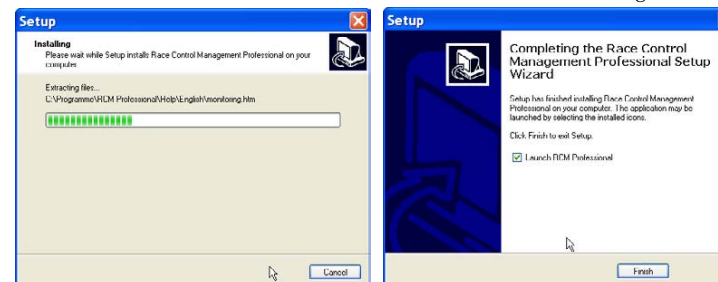 Setup
Installing
Please wait while Setup installs Race Control Management Professional on your
computer
Extracting files...
C:\Programme\RCM Professional\Help\English\monitoring.htm
Cancel
Setup
Completing the Race Control
Management Professional Setup
Wizard
Setup has finished installing Race Control Management
Professional on your computer. The application may be
launched by selecting the installed icons.
Click Finish to exit Setup.
Launch RCM Professional
Finish